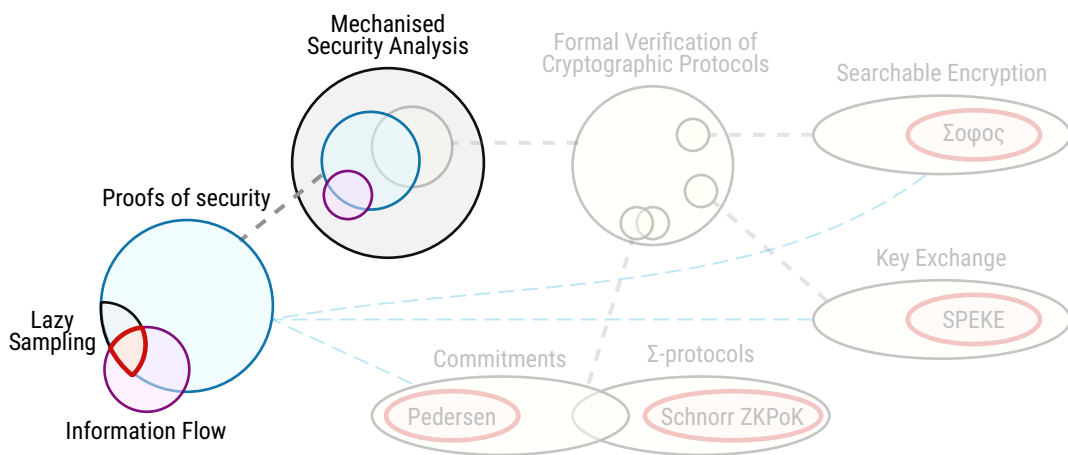 Mechanised
Security Analysis
Formal Verification of
Cryptographic Protocols
Searchable Encryption
Σοφος
Proofs of security
Key Exchange
SPEKE
Lazy
Sampling
Commitments
Σ-protocols
Pedersen
Schnorr ZKPoK
Information Flow